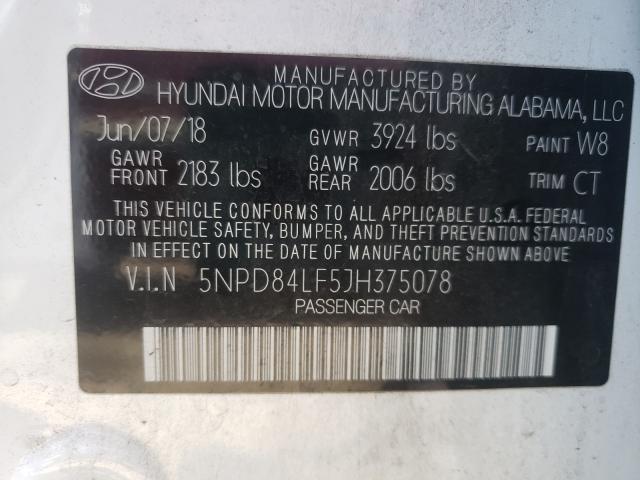 MANUFACTURED BY
HYUNDAI MOTOR MANUFACTURING ALABAMA, LLC
Jun/07/18 GVWR 3924 lbs PAINT W8
GAWR FRONT 2183 lbs GAWR REAR 2006 lbs TRIM CT
THIS VEHICLE CONFORMS TO ALL APPLICABLE U.S.A. FEDERAL
MOTOR VEHICLE SAFETY, BUMPER, AND THEFT PREVENTION STANDARDS
IN EFFECT ON THE DATE OF MANUFACTURE SHOWN ABOVE
V.I.N 5NPD84LF5JH375078
PASSENGER CAR